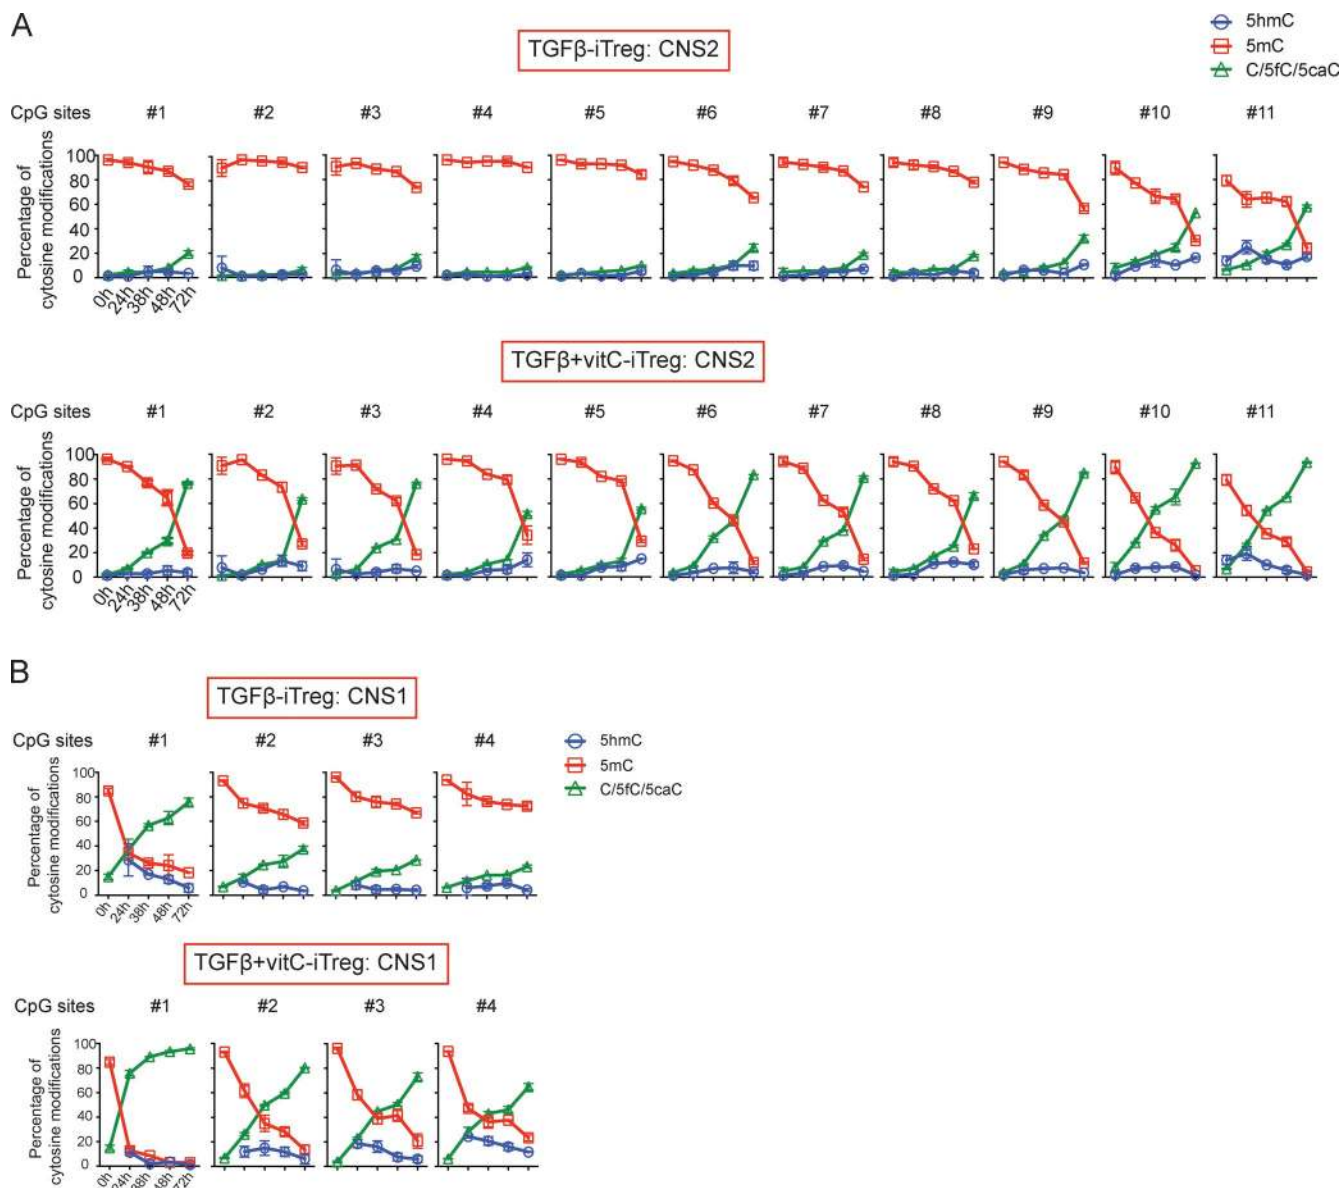 A
TGFβ-iTreg: CNS2
5hmC
5mC
C/5fC/5caC
CpG sites #1 #2 #3 #4 #5 #6 #7 #8 #9 #10 #11
Percentage of
cytosine modifications
100
80
60
40
20
0
0h 24h 38h 48h 72h
TGFβ+vitC-iTreg: CNS2
CpG sites #1 #2 #3 #4 #5 #6 #7 #8 #9 #10 #11
Percentage of
cytosine modifications
100
80
60
40
20
0
0h 24h 38h 48h 72h
B
TGFβ-iTreg: CNS1
CpG sites #1 #2 #3 #4
5hmC
5mC
C/5fC/5caC
Percentage of
cytosine modifications
100
80
60
40
20
0
0h 24h 38h 48h 72h
TGFβ+vitC-iTreg: CNS1
CpG sites #1 #2 #3 #4
Percentage of
cytosine modifications
100
80
60
40
20
0
0h 24h 38h 48h 72h